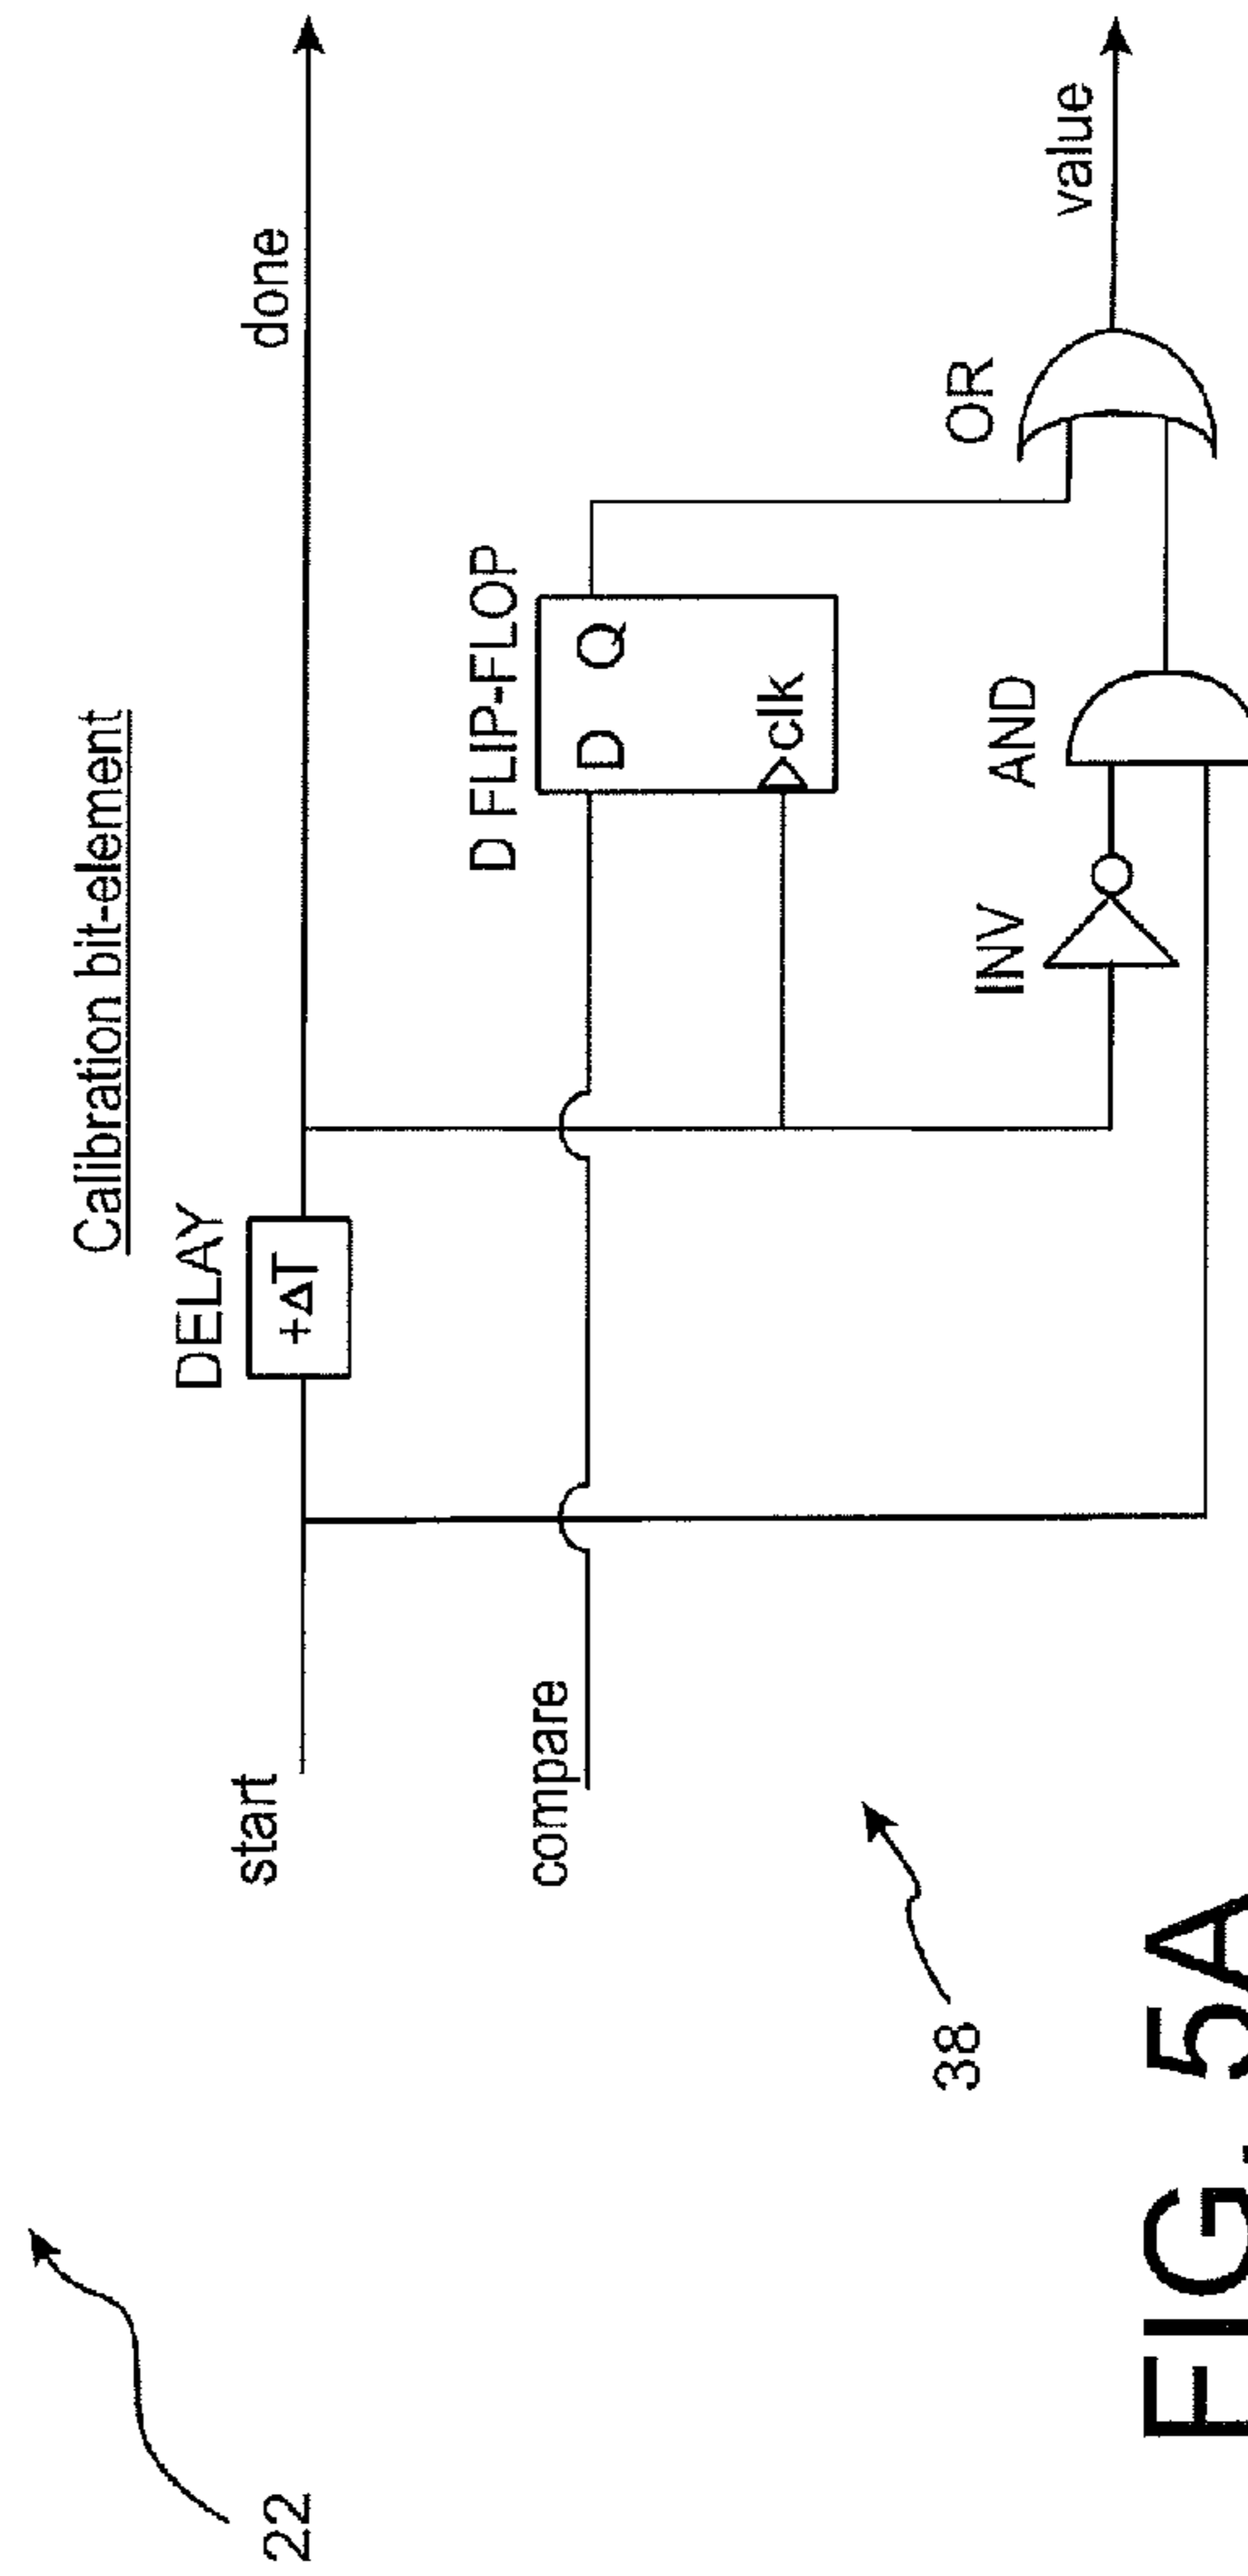 Calibration bit-element
DELAY
+ΔT
start
done
compare
D FLIP-FLOP
D Q
clk
INV
AND
OR
value
22
38
FIG. 5A